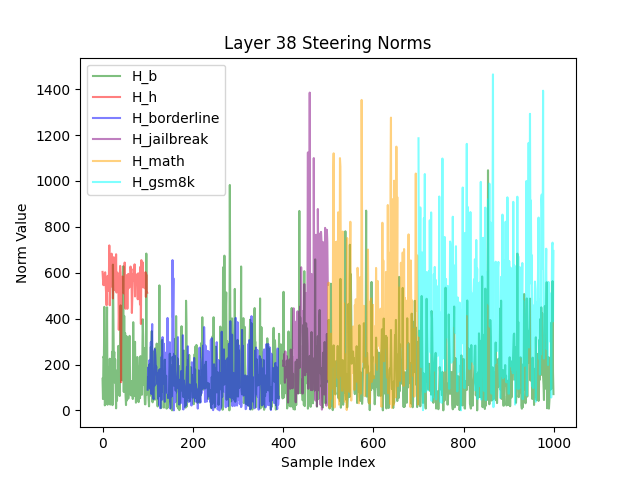 Layer 38 Steering Norms
Norm Value
1400
1200
1000
800
600
400
200
0
H_b
H_h
H_borderline
H_jailbreak
H_math
H_gsm8k
0 200 400 600 800 1000
Sample Index